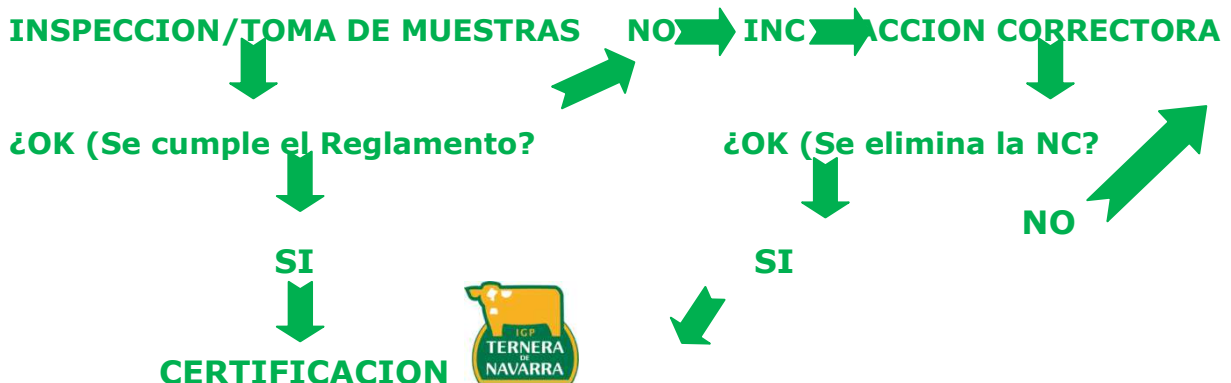 INSPECCION/TOMA DE MUESTRAS NO INC ACCION CORRECTORA
¿OK (Se cumple el Reglamento? ¿OK (Se elimina la NC?
NO
SI SI
IGP
TERNERA
DE
NAVARRA
CERTIFICACION